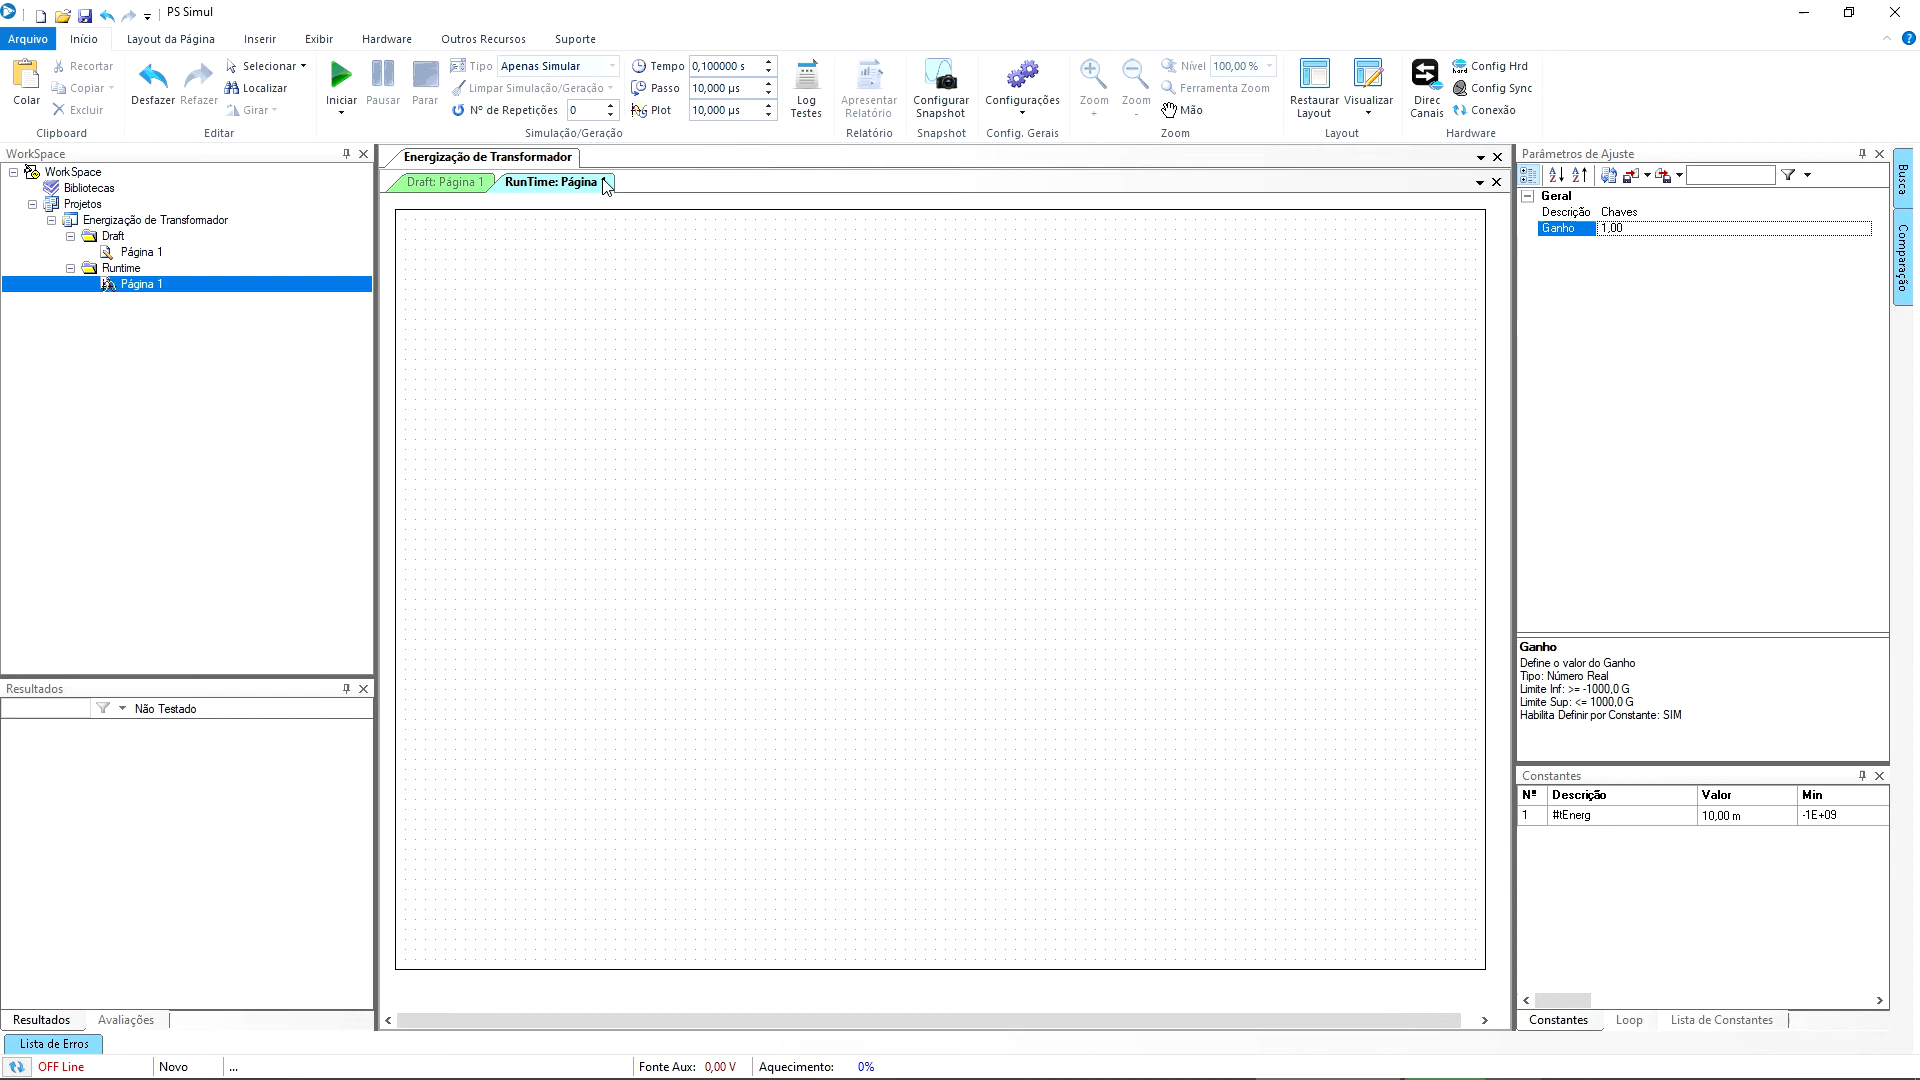 PS Simul
Arquivo Início Layout da Página Inserir Exibir Hardware Outros Recursos Suporte
Colar
Recortar
Copiar
Excluir
Clipboard
Desfazer Refazer
Selecionar
Localizar
Girar
Editar
Iniciar Pausar Parar
Tipo Apenas Simular
Limpar Simulação/Geração
Nº de Repetições 0
Tempo 0,100000 s
Passo 10,000 µs
Plot 10,000 µs
Simulação/Geração
Log Testes
Apresentar Relatório
Relatório
Configurar Snapshot
Snapshot
Configurações
Config. Gerais
Zoom +
Zoom -
Nível 100,00 %
Ferramenta Zoom
Mão
Zoom
Restaurar Layout
Visualizar
Layout
Direc Canais
Config Hrd
Config Sync
Conexão
Hardware
WorkSpace
WorkSpace
Bibliotecas
Projetos
Energização de Transformador
Draft
Página 1
Runtime
Página 1
Resultados
Não Testado
Resultados Avaliações
Energização de Transformador
Draft: Página 1 RunTime: Página 1
Parâmetros de Ajuste
Geral
Descrição Chaves
Ganho 1,00
Ganho
Define o valor do Ganho
Tipo: Número Real
Limite Inf: >= -1000,0 G
Limite Sup: <= 1000,0 G
Habilita Definir por Constante: SIM
Constantes
Nº Descrição Valor Min
1 #tEnerg 10,00 m -1E+09
Constantes Loop Lista de Constantes
Busca
Comparação
Lista de Erros
OFF Line Novo ... Fonte Aux: 0,00 V Aquecimento: 0%